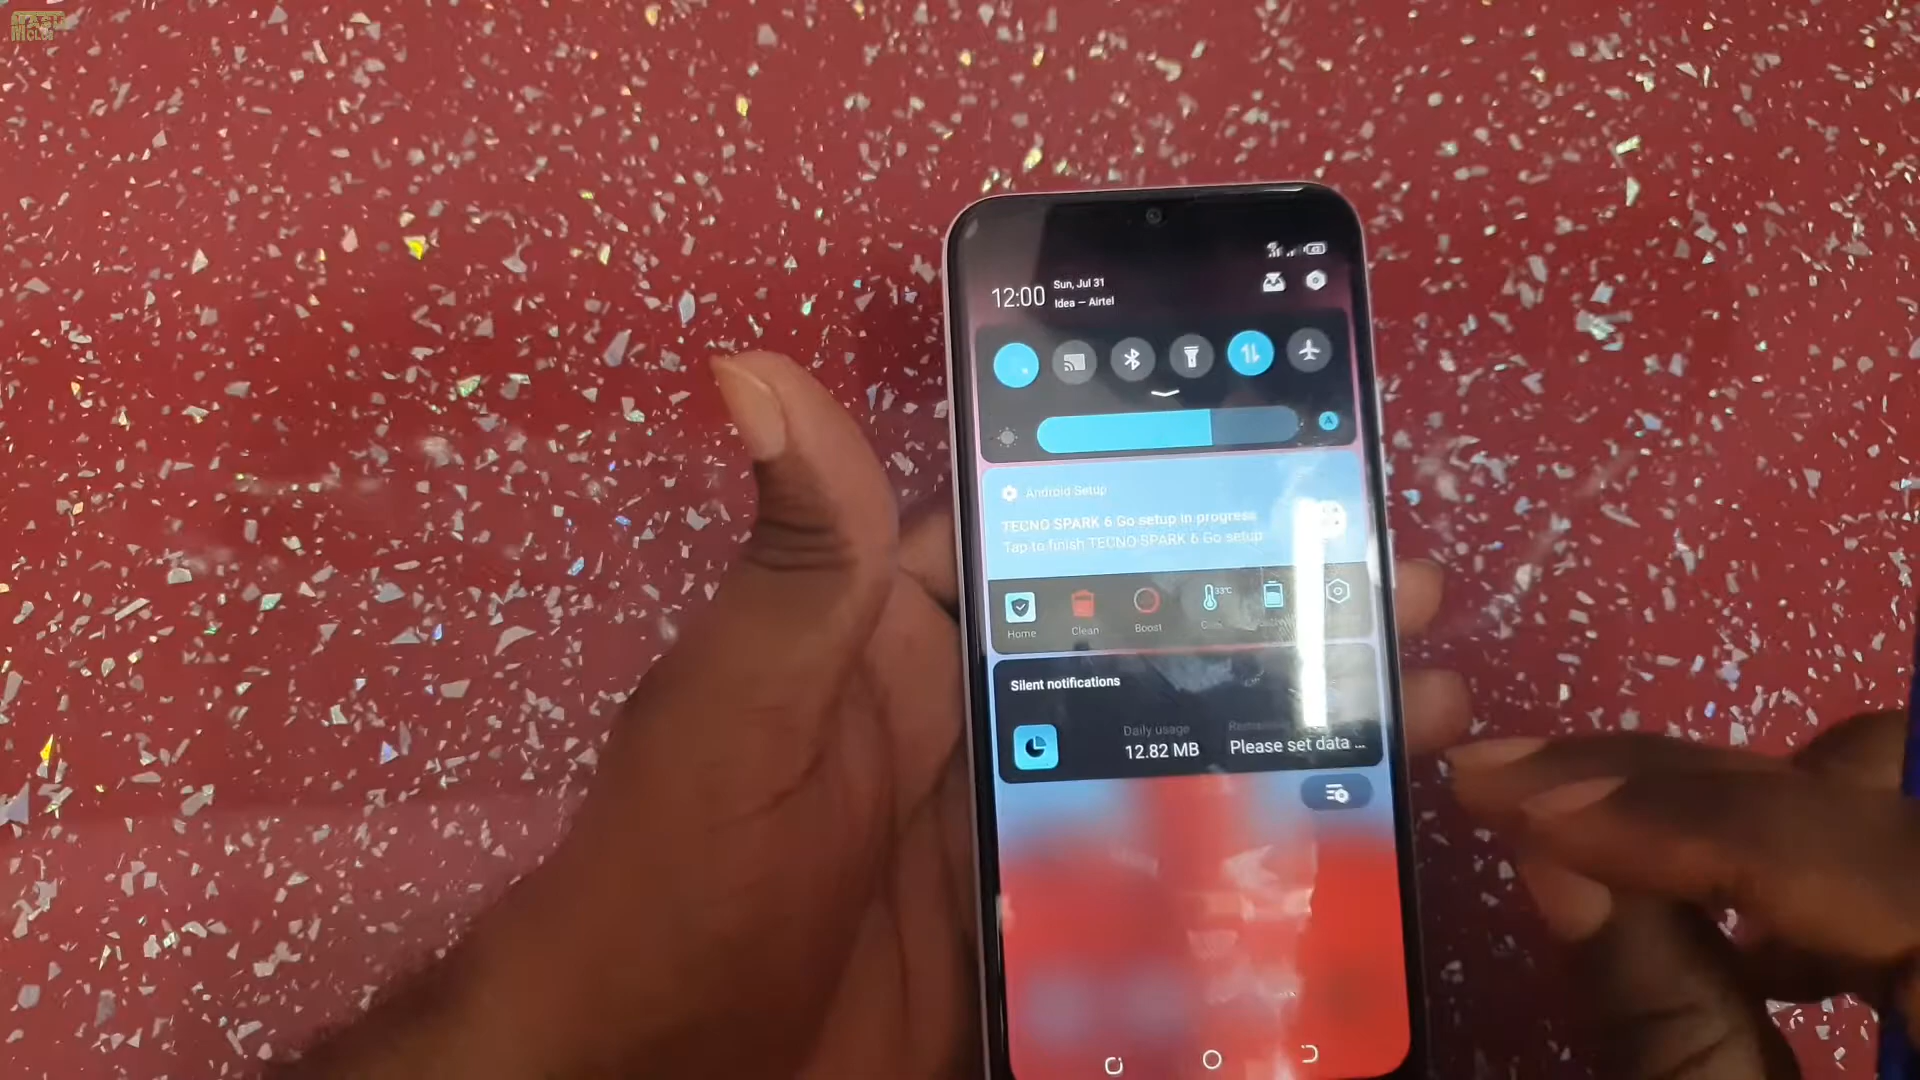 12:00
Sun, Jul 31
Idea — Airtel
Android Setup
TECNO SPARK 6 Go setup in progress
Tap to finish TECNO SPARK 6 Go setup
33°C
Home
Clean
Boost
Silent notifications
Daily usage
12.82 MB
Please set data ...